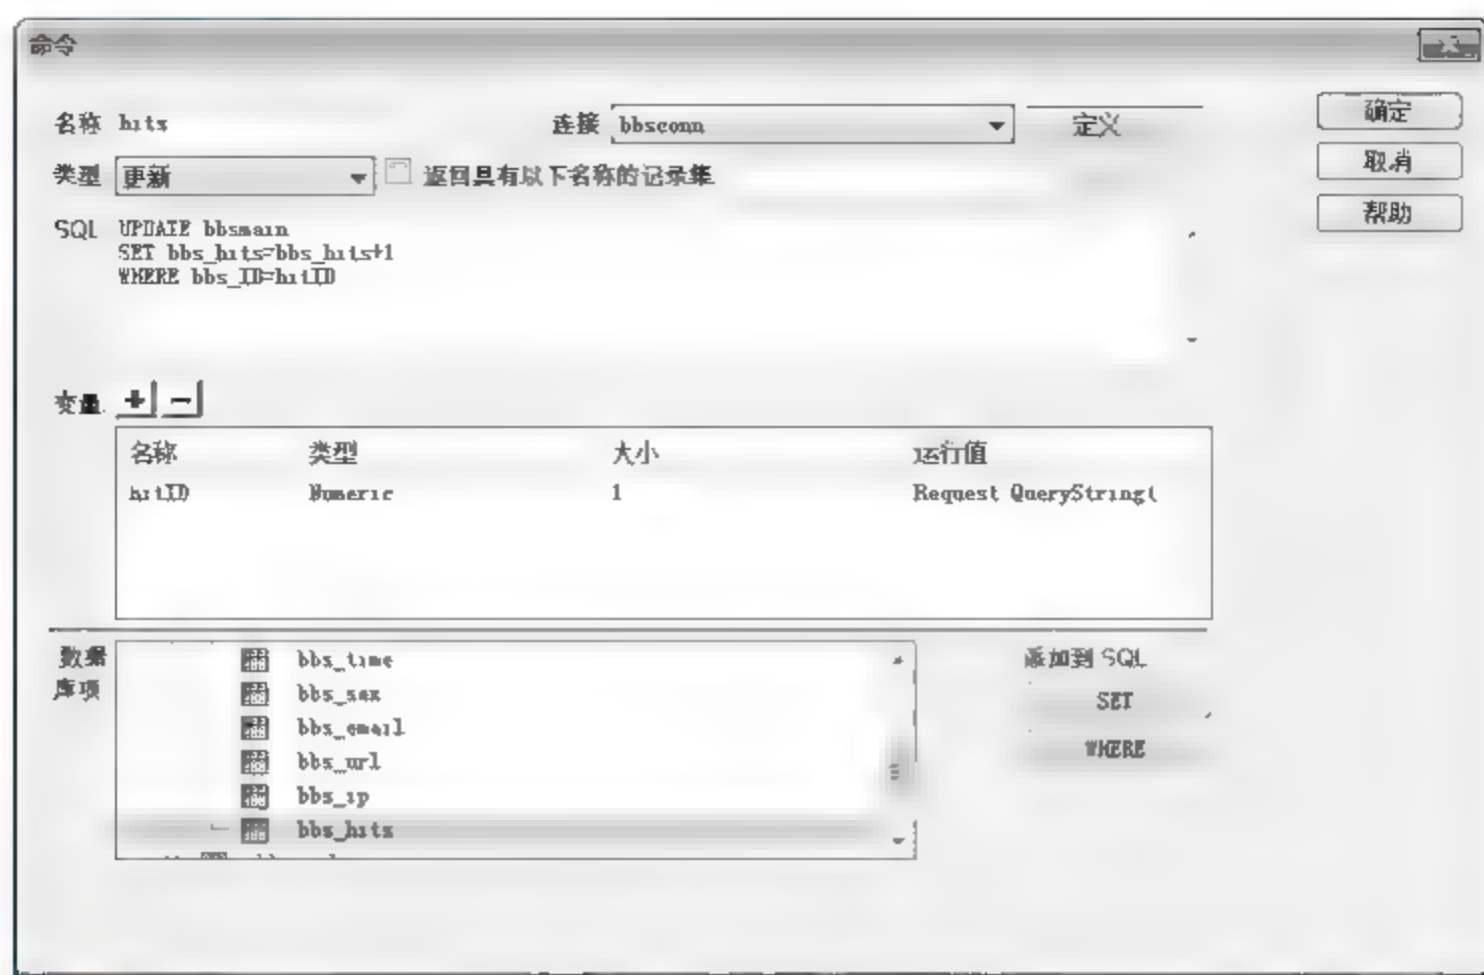 命令
名称 hits 连接 bbsconn 定义 确定
类型 更新 返回具有以下名称的记录集 取消
SQL UPDATE bbsmain 帮助
SET bbs_hits=bbs_hits+1
WHERE bbs_ID=hitID
变量 + -
名称 类型 大小 运行值
hitID Numeric 1 Request QueryString(
数据库项
bbs_time 添加到 SQL
bbs_sex SET
bbs_email
bbs_url WHERE
bbs_ip
bbs_hits